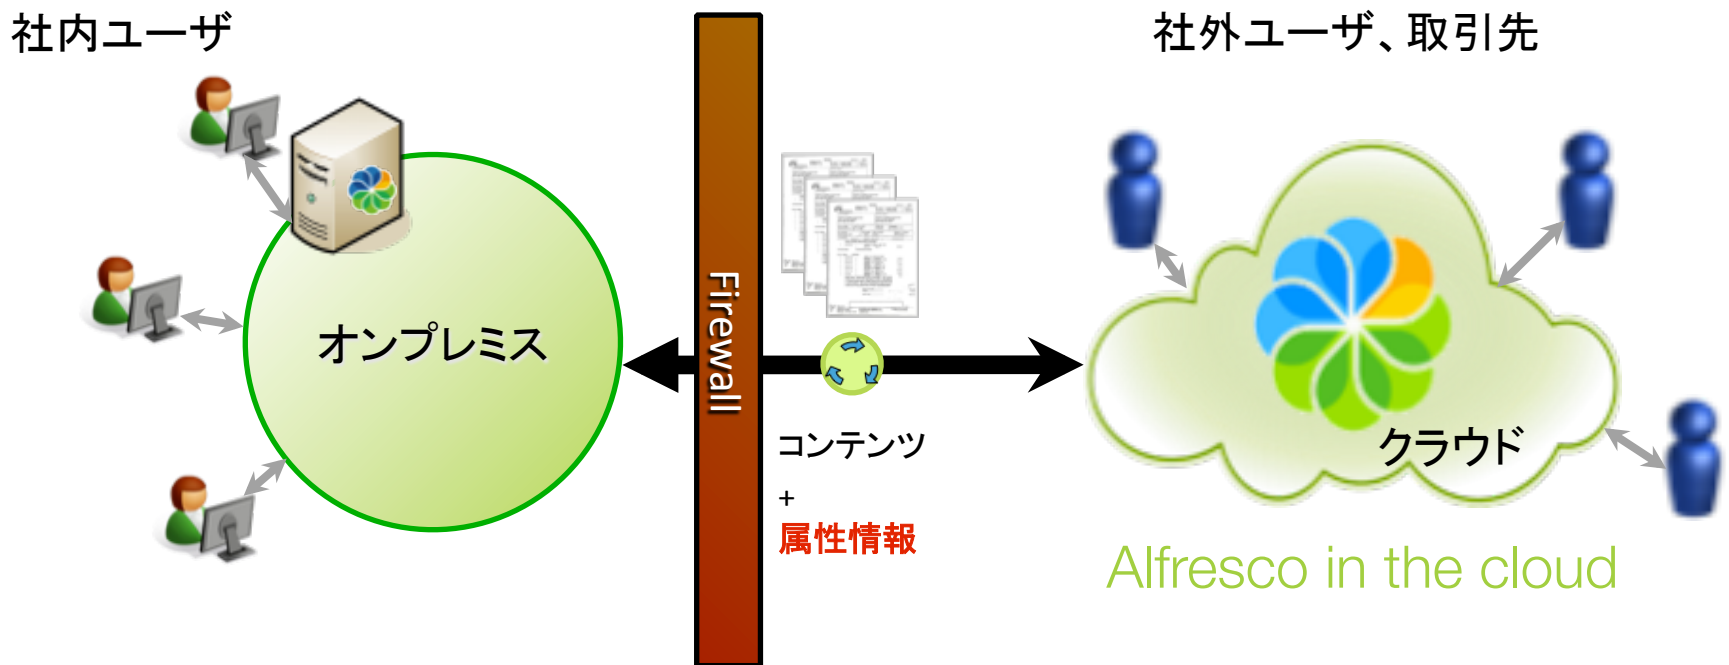 社内ユーザ
社外ユーザ、取引先
オンプレミス
Firewall
コンテンツ
+
属性情報
クラウド
Alfresco in the cloud